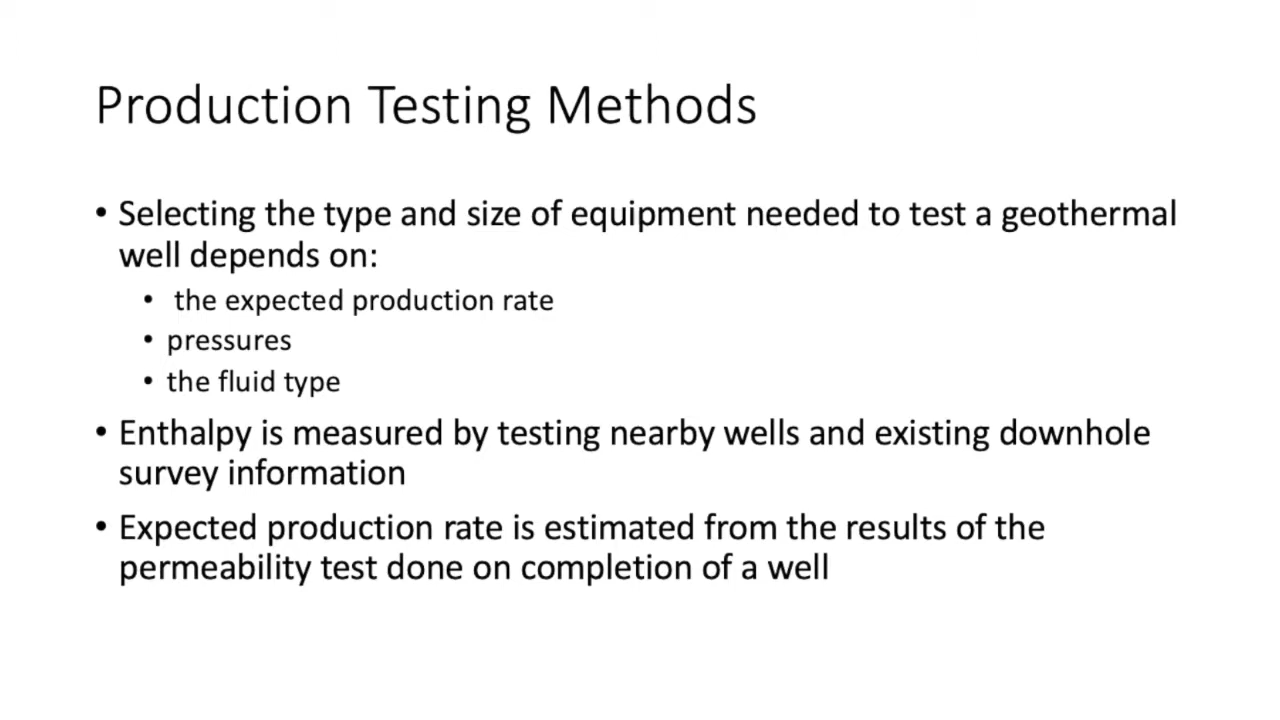 Production Testing Methods
• Selecting the type and size of equipment needed to test a geothermal
well depends on:
• the expected production rate
• pressures
• the fluid type
• Enthalpy is measured by testing nearby wells and existing downhole
survey information
• Expected production rate is estimated from the results of the
permeability test done on completion of a well